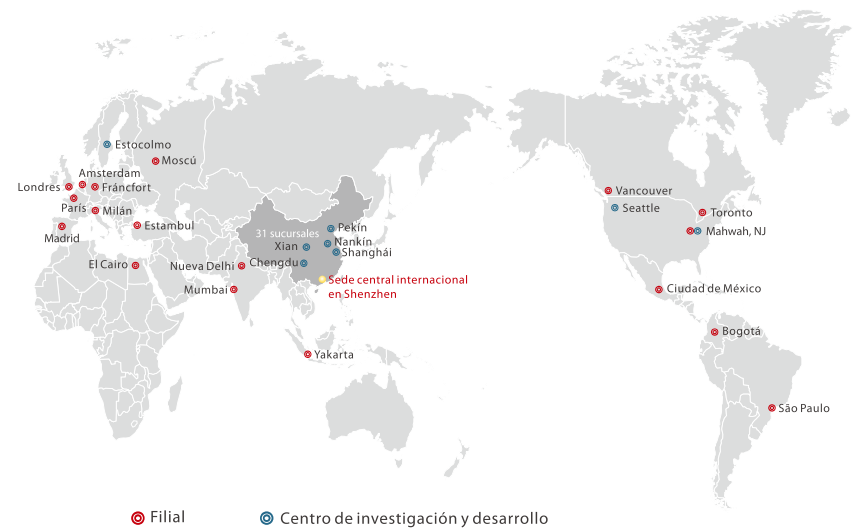 Estocolmo
Moscú
Amsterdam
Londres
Fráncfort
París
Milán
Estambul
Madrid
El Cairo
Nueva Delhi
Mumbai
31 sucursales
Pekín
Xian
Nankín
Shanghái
Chengdu
Sede central internacional
en Shenzhen
Yakarta
Vancouver
Seattle
Toronto
Mahwah, NJ
Ciudad de México
Bogotá
São Paulo
Filial
Centro de investigación y desarrollo